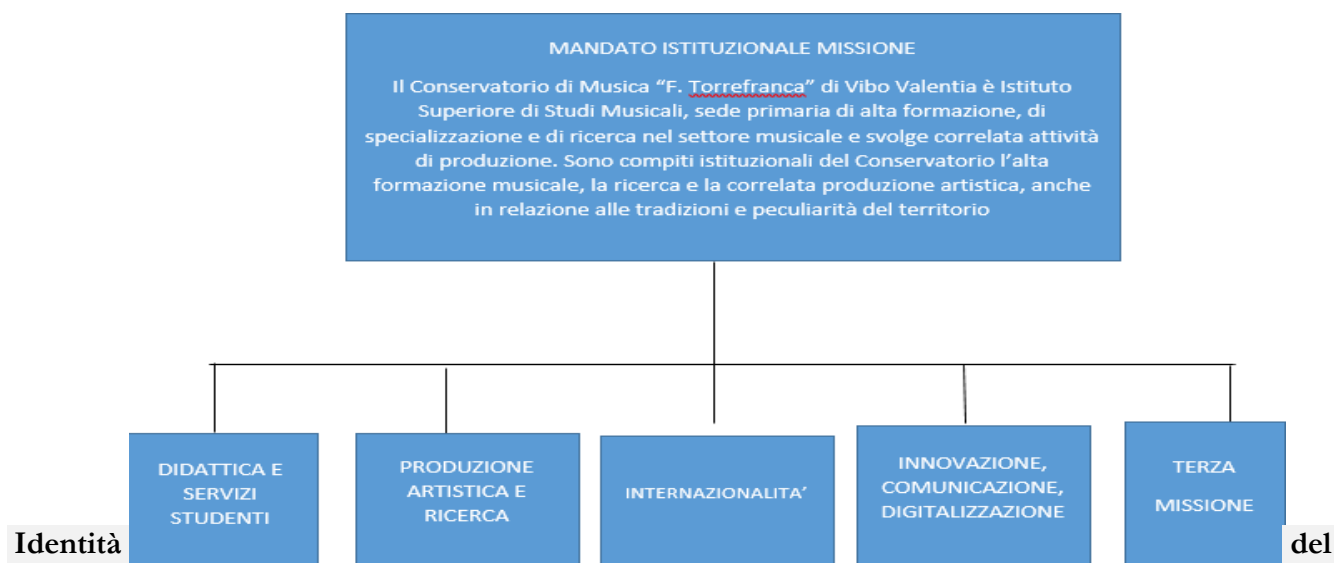 MANDATO ISTITUZIONALE MISSIONE
Il Conservatorio di Musica “F. Torrefranca” di Vibo Valentia è Istituto
Superiore di Studi Musicali, sede primaria di alta formazione, di
specializzazione e di ricerca nel settore musicale e svolge correlata attività
di produzione. Sono compiti istituzionali del Conservatorio l’alta
formazione musicale, la ricerca e la correlata produzione artistica, anche
in relazione alle tradizioni e peculiarità del territorio
DIDATTICA E
SERVIZI
STUDENTI
PRODUZIONE
ARTISTICA E
RICERCA
INTERNAZIONALITA’
INNOVAZIONE,
COMUNICAZIONE,
DIGITALIZZAZIONE
TERZA
MISSIONE
Identità del